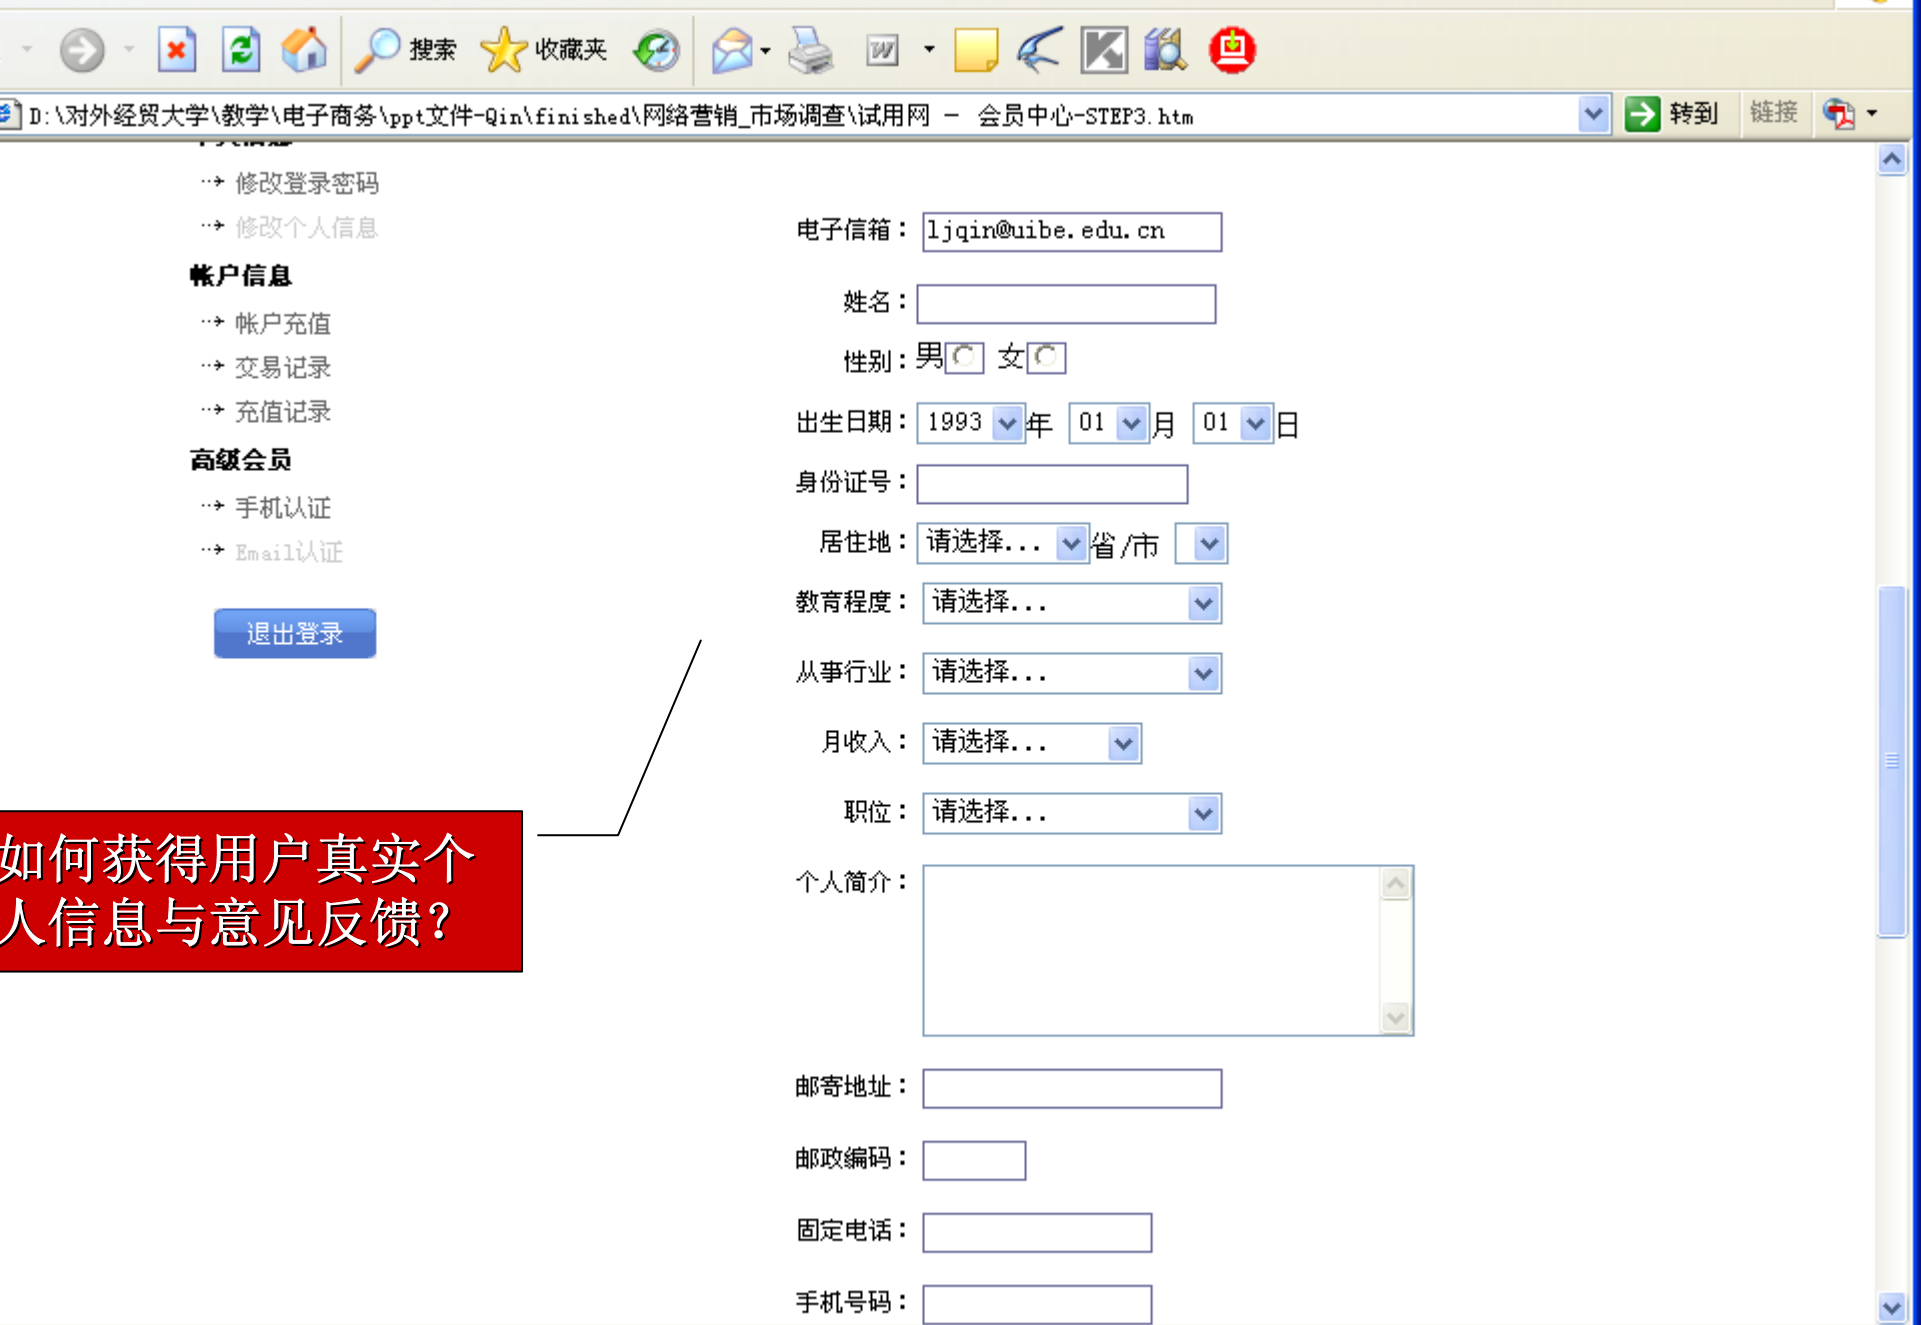 搜索 收藏夹
D:\对外经贸大学\教学\电子商务\ppt文件-Qin\finished\网络营销_市场调查\试用网 - 会员中心-STEP3.htm 转到 链接
个人信息
修改登录密码
修改个人信息
帐户信息
帐户充值
交易记录
充值记录
高级会员
手机认证
Email认证
退出登录
如何获得用户真实个
人信息与意见反馈？
电子信箱： ljqin@uibe.edu.cn
姓名：
性别：男 女
出生日期： 1993 年 01 月 01 日
身份证号：
居住地： 请选择... 省/市
教育程度： 请选择...
从事行业： 请选择...
月收入： 请选择...
职位： 请选择...
个人简介：
邮寄地址：
邮政编码：
固定电话：
手机号码：